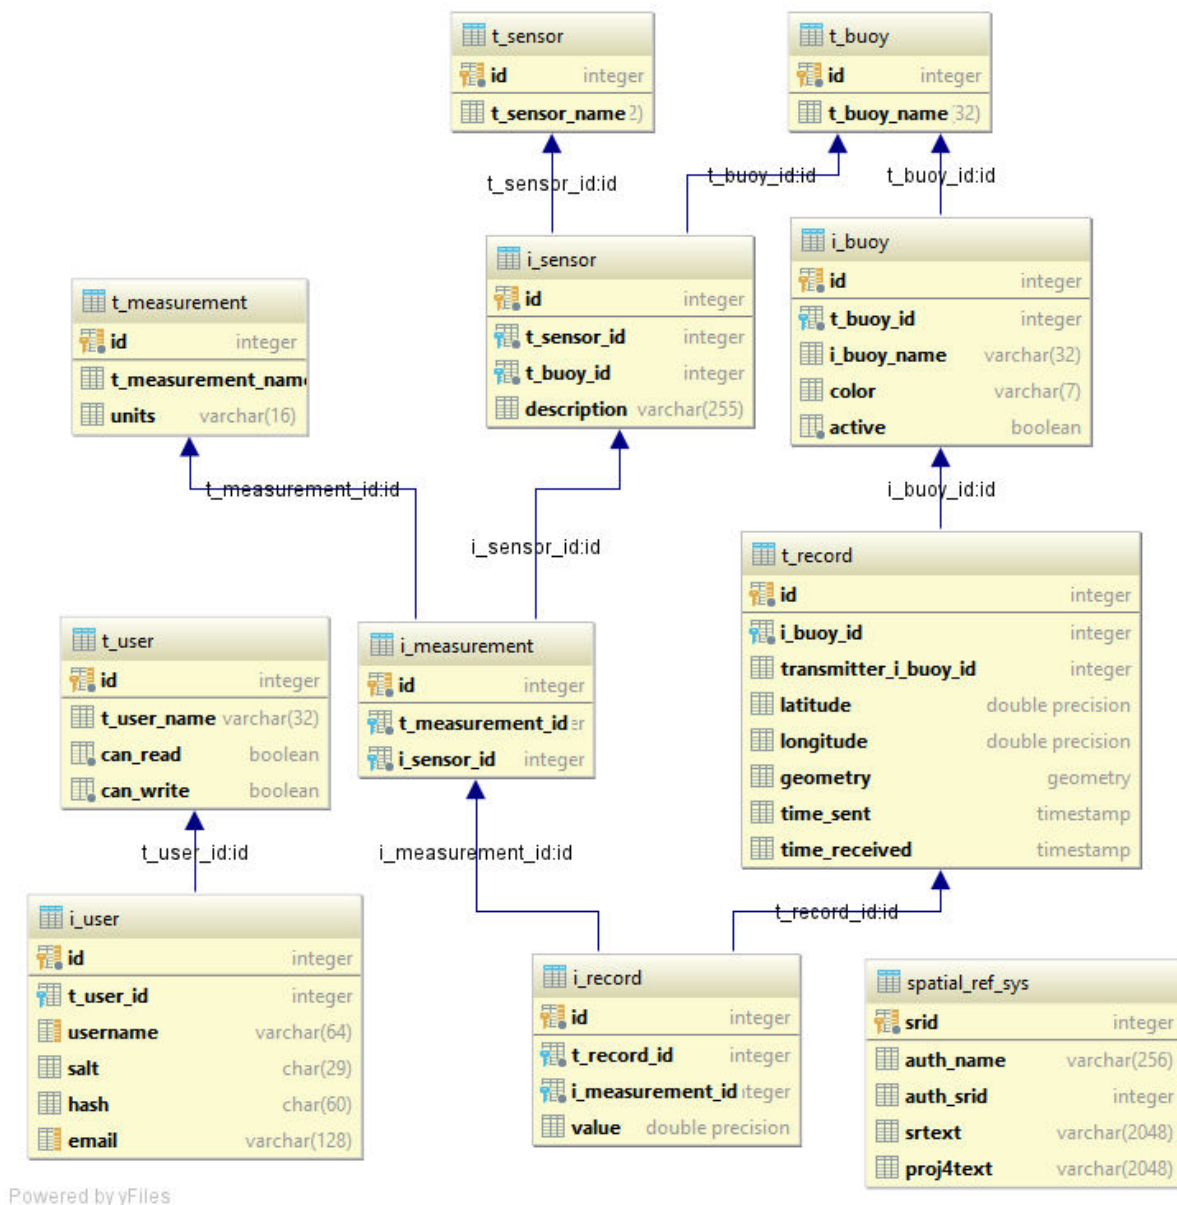 t_sensor
id integer
t_sensor_name 2)
t_buoy
id integer
t_buoy_name (32)
t_sensor_id:id
t_buoy_id:id
t_buoy_id:id
i_sensor
id integer
t_sensor_id integer
t_buoy_id integer
description varchar(255)
i_buoy
id integer
t_buoy_id integer
i_buoy_name varchar(32)
color varchar(7)
active boolean
t_measurement
id integer
t_measurement_name
units varchar(16)
t_measurement_id:id
i_sensor_id:id
i_buoy_id:id
t_record
id integer
i_buoy_id integer
transmitter_i_buoy_id integer
latitude double precision
longitude double precision
geometry geometry
time_sent timestamp
time_received timestamp
t_user
id integer
t_user_name varchar(32)
can_read boolean
can_write boolean
i_measurement
id integer
t_measurement_id er
i_sensor_id integer
t_user_id:id
i_measurement_id:id
t_record_id:id
i_user
id integer
t_user_id integer
username varchar(64)
salt char(29)
hash char(60)
email varchar(128)
i_record
id integer
t_record_id integer
i_measurement_id integer
value double precision
spatial_ref_sys
srid integer
auth_name varchar(256)
auth_srid integer
srtext varchar(2048)
proj4text varchar(2048)
Powered by yFiles